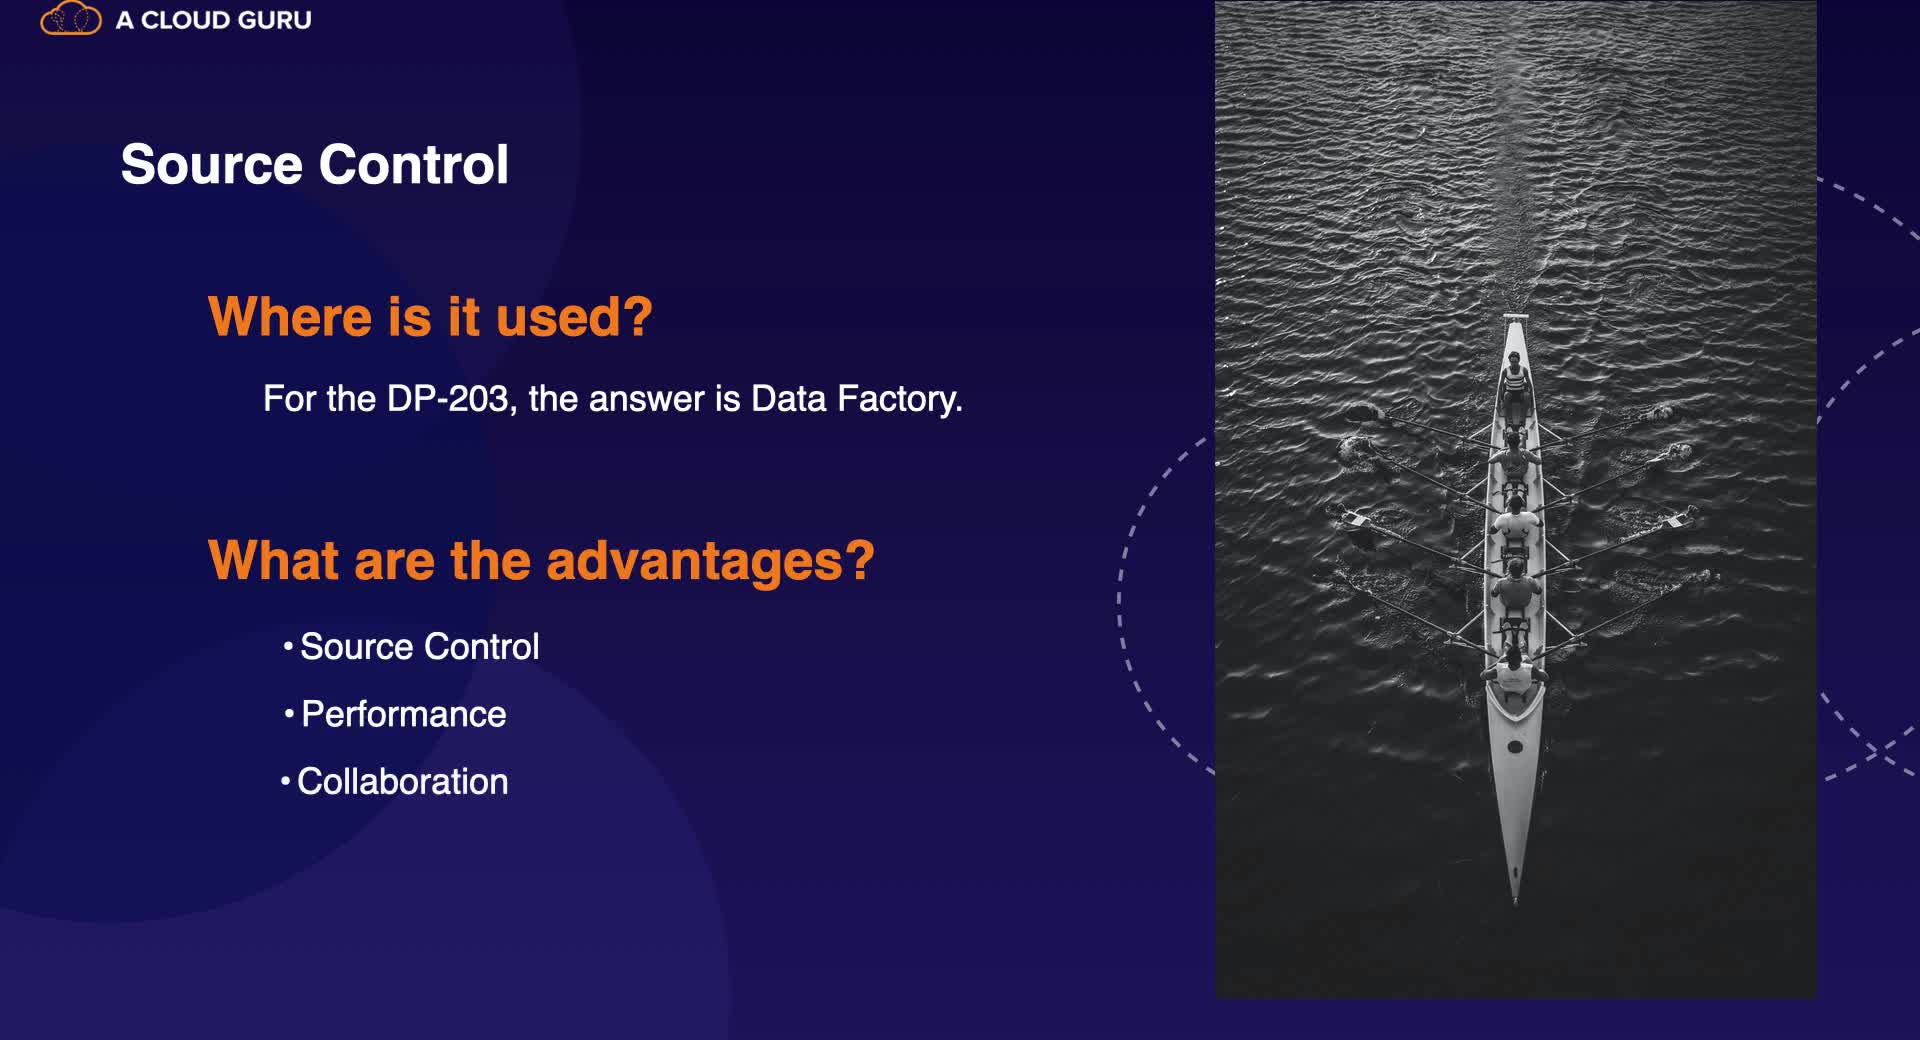 A CLOUD GURU
Source Control
Where is it used?
For the DP-203, the answer is Data Factory.
What are the advantages?
• Source Control
• Performance
• Collaboration